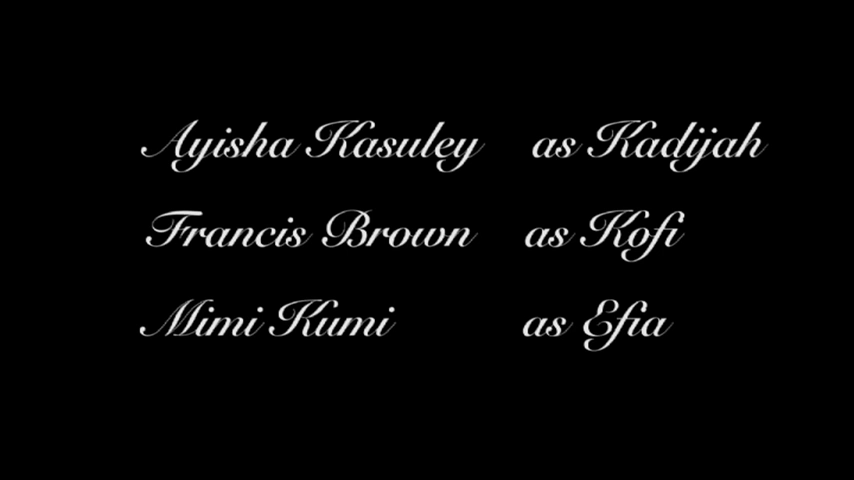 Ayisha Kasuley as Kadijah
Francis Brown as Kofi
Mimi Kumi as Efia